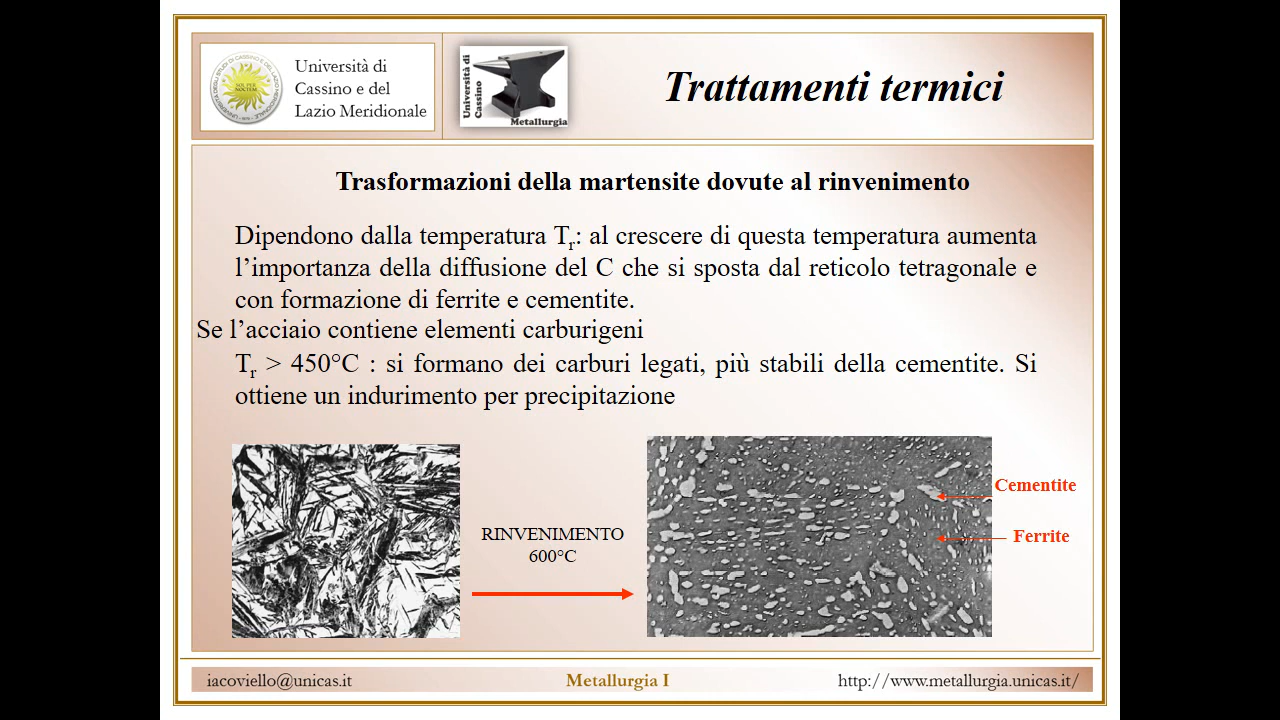 Università di
Cassino e del
Lazio Meridionale
Università di
Cassino
Metallurgia
Trattamenti termici
Trasformazioni della martensite dovute al rinvenimento
Dipendono dalla temperatura Tr: al crescere di questa temperatura aumenta
l’importanza della diffusione del C che si sposta dal reticolo tetragonale e
con formazione di ferrite e cementite.
Se l’acciaio contiene elementi carburigeni
Tr > 450°C : si formano dei carburi legati, più stabili della cementite. Si
ottiene un indurimento per precipitazione
RINVENIMENTO
600°C
Cementite
Ferrite
iacoviello@unicas.it
Metallurgia I
http://www.metallurgia.unicas.it/